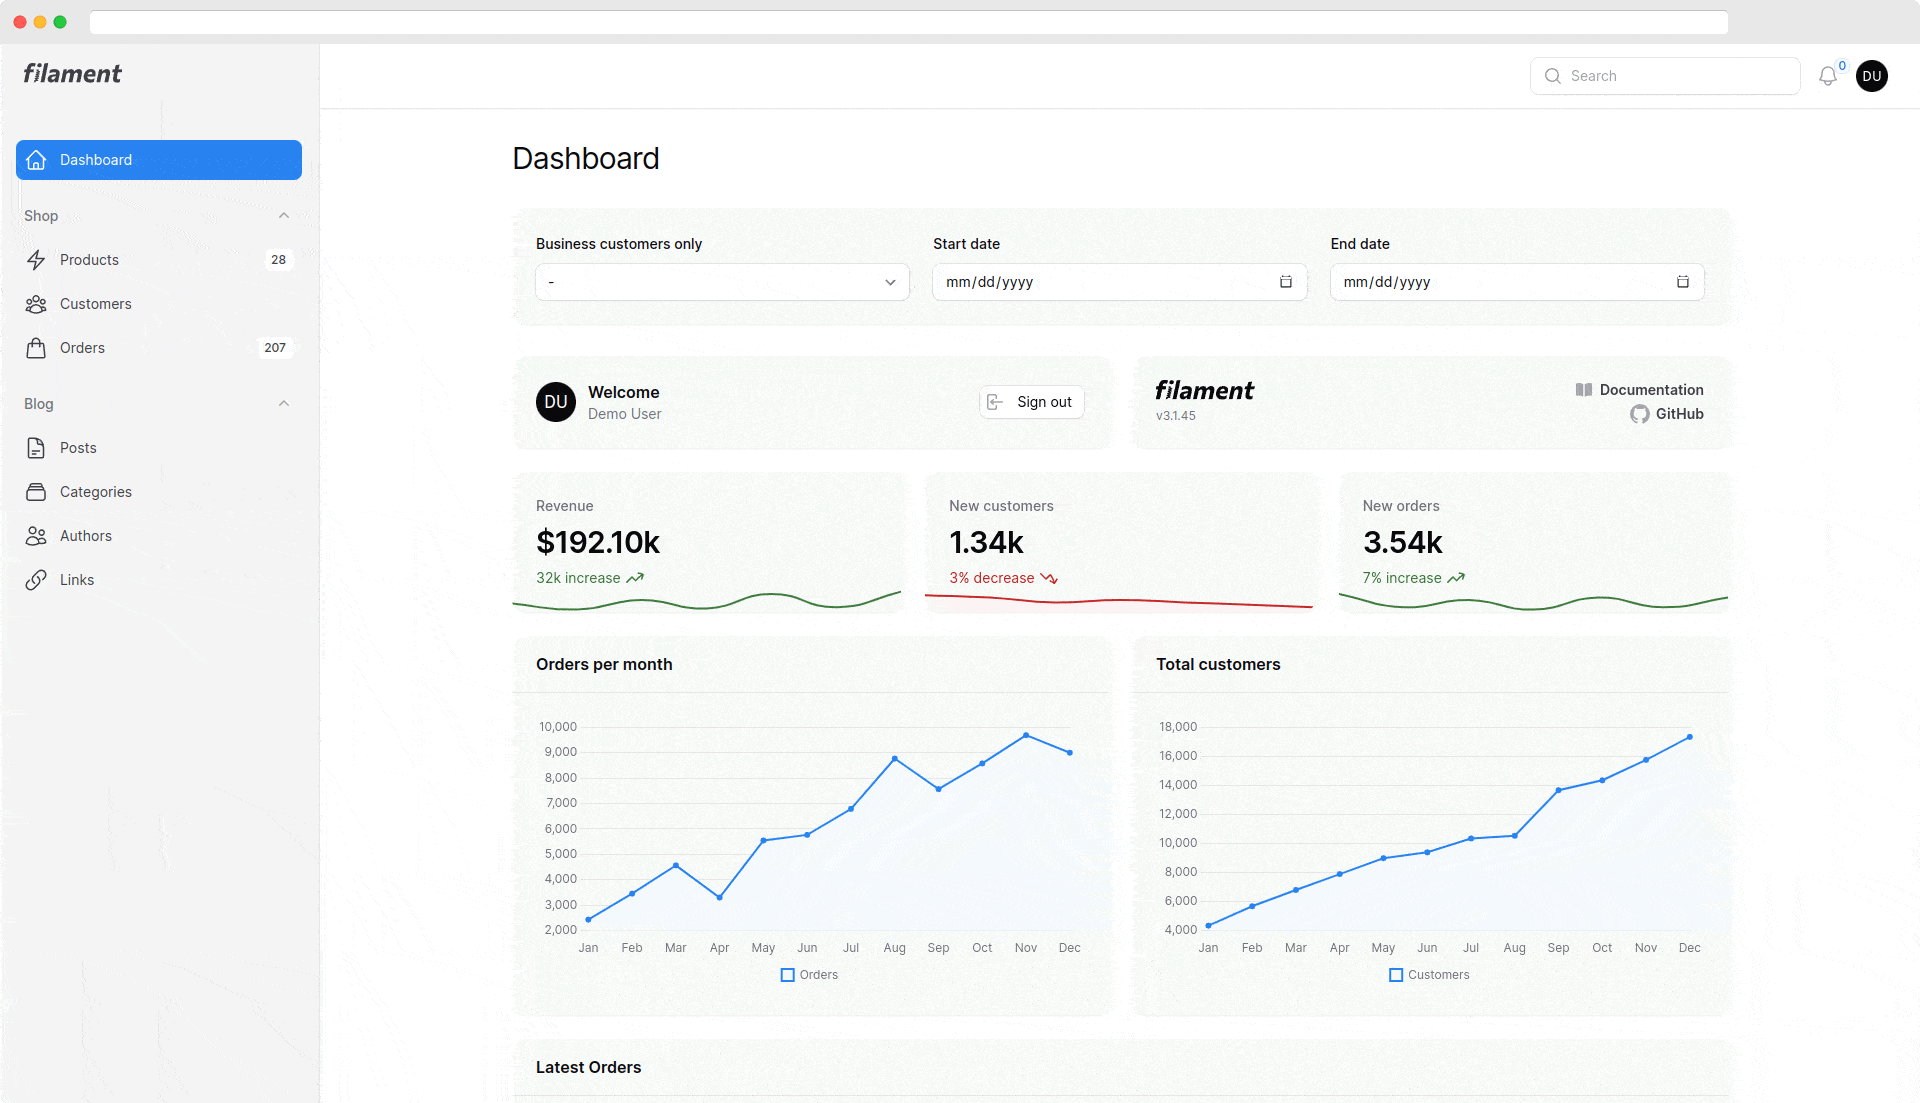 filament
Search
0
DU
Dashboard
Shop
Products 28
Customers
Orders 207
Blog
Posts
Categories
Authors
Links
Dashboard
Business customers only
-
Start date
mm/dd/yyyy
End date
mm/dd/yyyy
DU
Welcome
Demo User
Sign out
filament
v3.1.45
Documentation
GitHub
Revenue
$192.10k
32k increase
New customers
1.34k
3% decrease
New orders
3.54k
7% increase
Orders per month
10,000
9,000
8,000
7,000
6,000
5,000
4,000
3,000
2,000
Jan Feb Mar Apr May Jun Jul Aug Sep Oct Nov Dec
Orders
Total customers
18,000
16,000
14,000
12,000
10,000
8,000
6,000
4,000
Jan Feb Mar Apr May Jun Jul Aug Sep Oct Nov Dec
Customers
Latest Orders